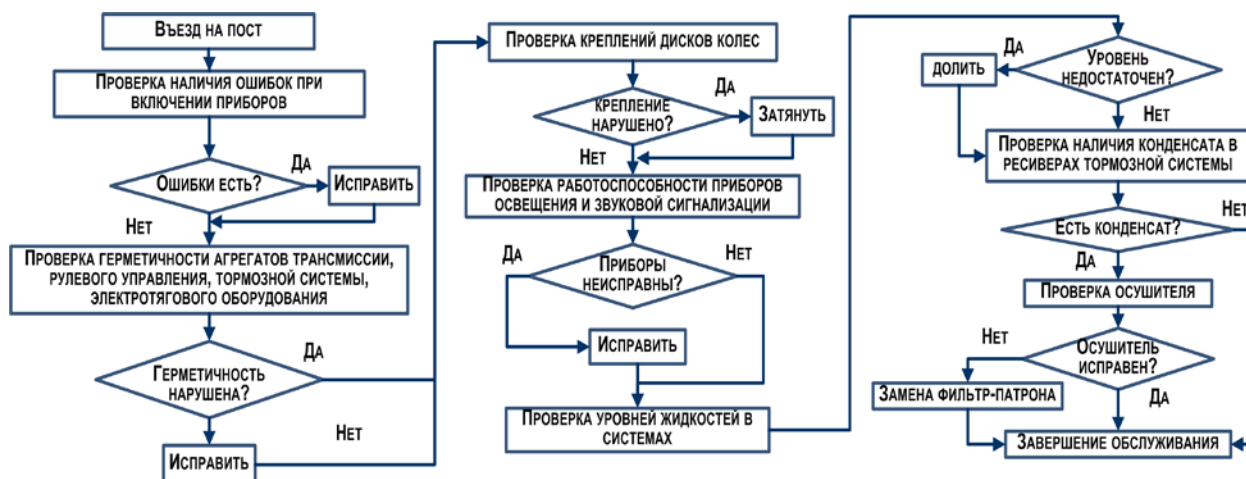 Въезд на пост
Проверка наличия ошибок при
включении приборов
Ошибки есть?
Да
Исправить
Нет
Проверка герметичности агрегатов трансмиссии,
рулевого управления, тормозной системы,
электротягового оборудования
Герметичность
нарушена?
Да
Нет
Исправить
Проверка креплений дисков колес
крепление
нарушено?
Да
Затянуть
Нет
Проверка работоспособности приборов
освещения и звуковой сигнализации
Да
Приборы
неисправны?
Нет
Исправить
Проверка уровней жидкостей в
системах
Да
долить
Уровень
недостаточен?
Нет
Проверка наличия конденсата в
ресиверах тормозной системы
Есть конденсат?
Нет
Да
Проверка осушителя
Нет
Осушитель
исправен?
Замена фильтр-патрона
Да
Завершение обслуживания